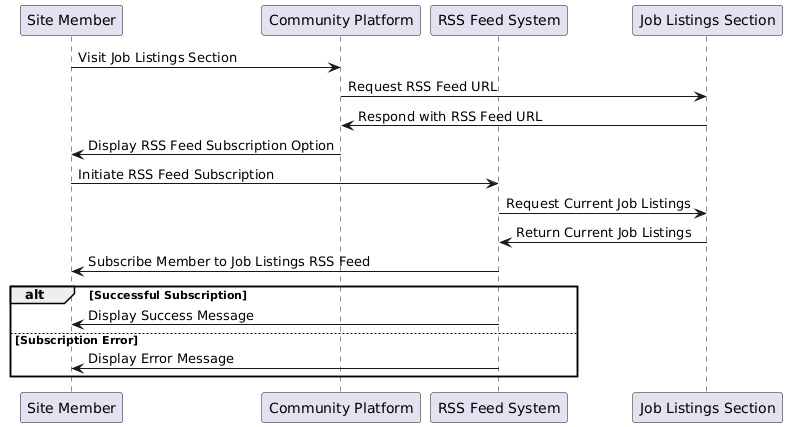 Site Member
Community Platform
RSS Feed System
Job Listings Section
Visit Job Listings Section
Request RSS Feed URL
Respond with RSS Feed URL
Display RSS Feed Subscription Option
Initiate RSS Feed Subscription
Request Current Job Listings
Return Current Job Listings
Subscribe Member to Job Listings RSS Feed
alt [Successful Subscription]
Display Success Message
[Subscription Error]
Display Error Message
Site Member
Community Platform
RSS Feed System
Job Listings Section